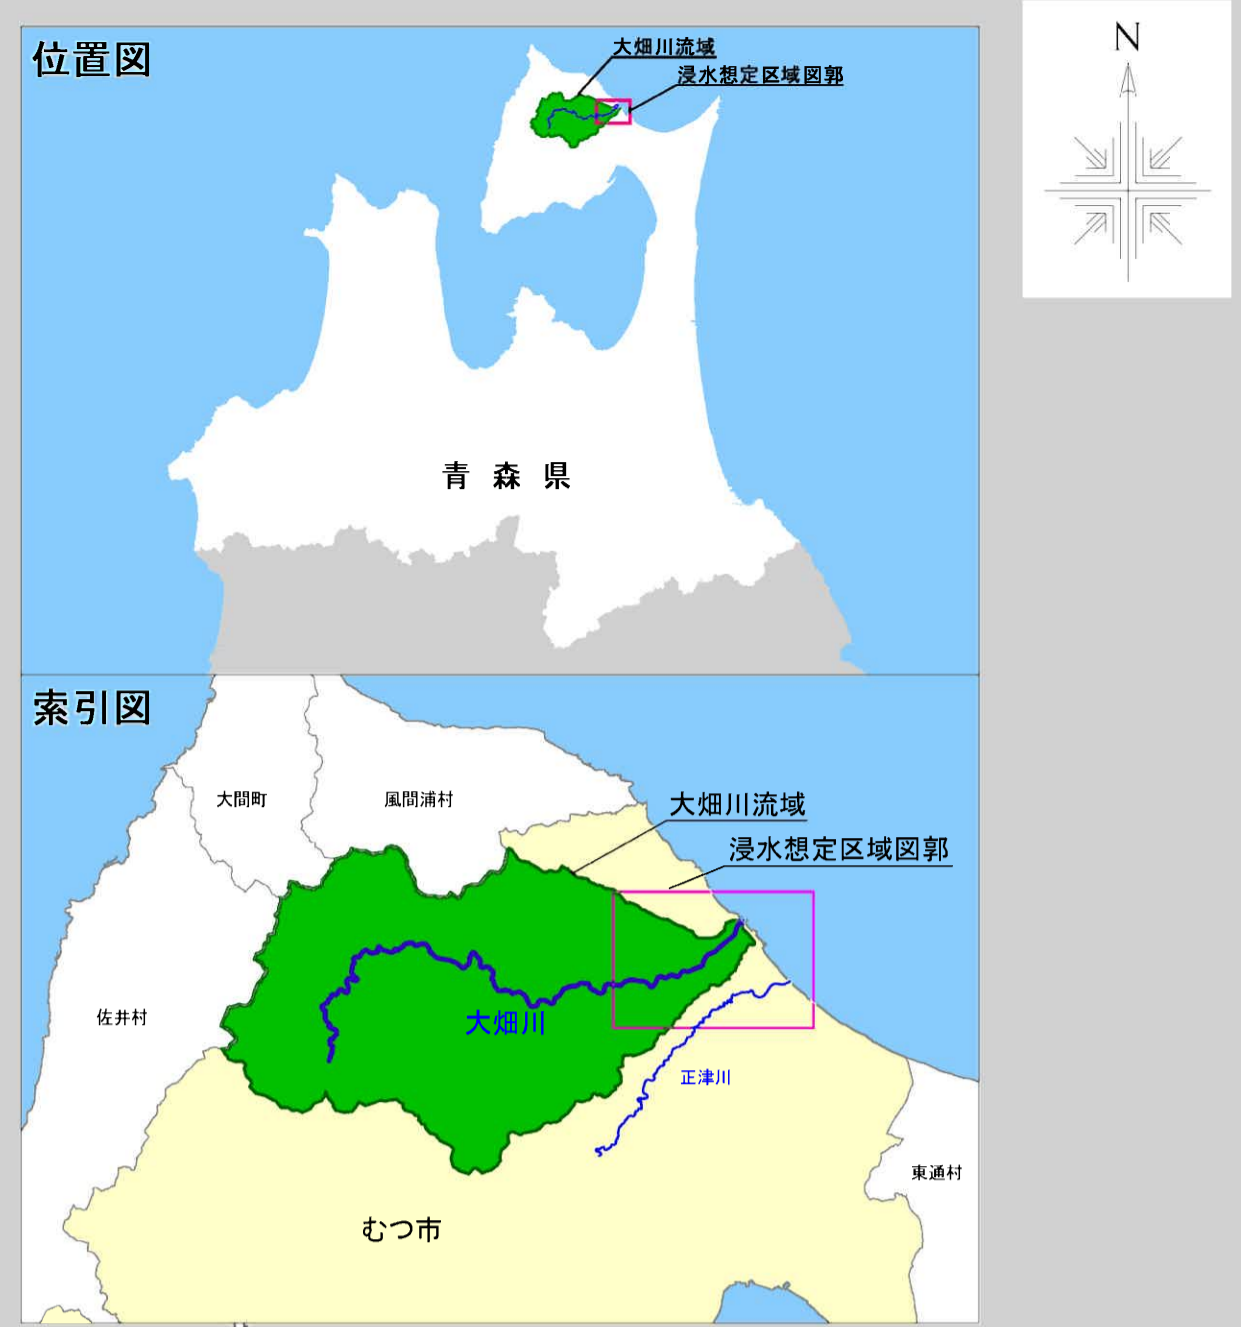 位置図
大畑川流域
浸水想定区域図郭
N
青森県
索引図
大間町
風間浦村
大畑川流域
浸水想定区域図郭
佐井村
大畑川
正津川
東通村
むつ市